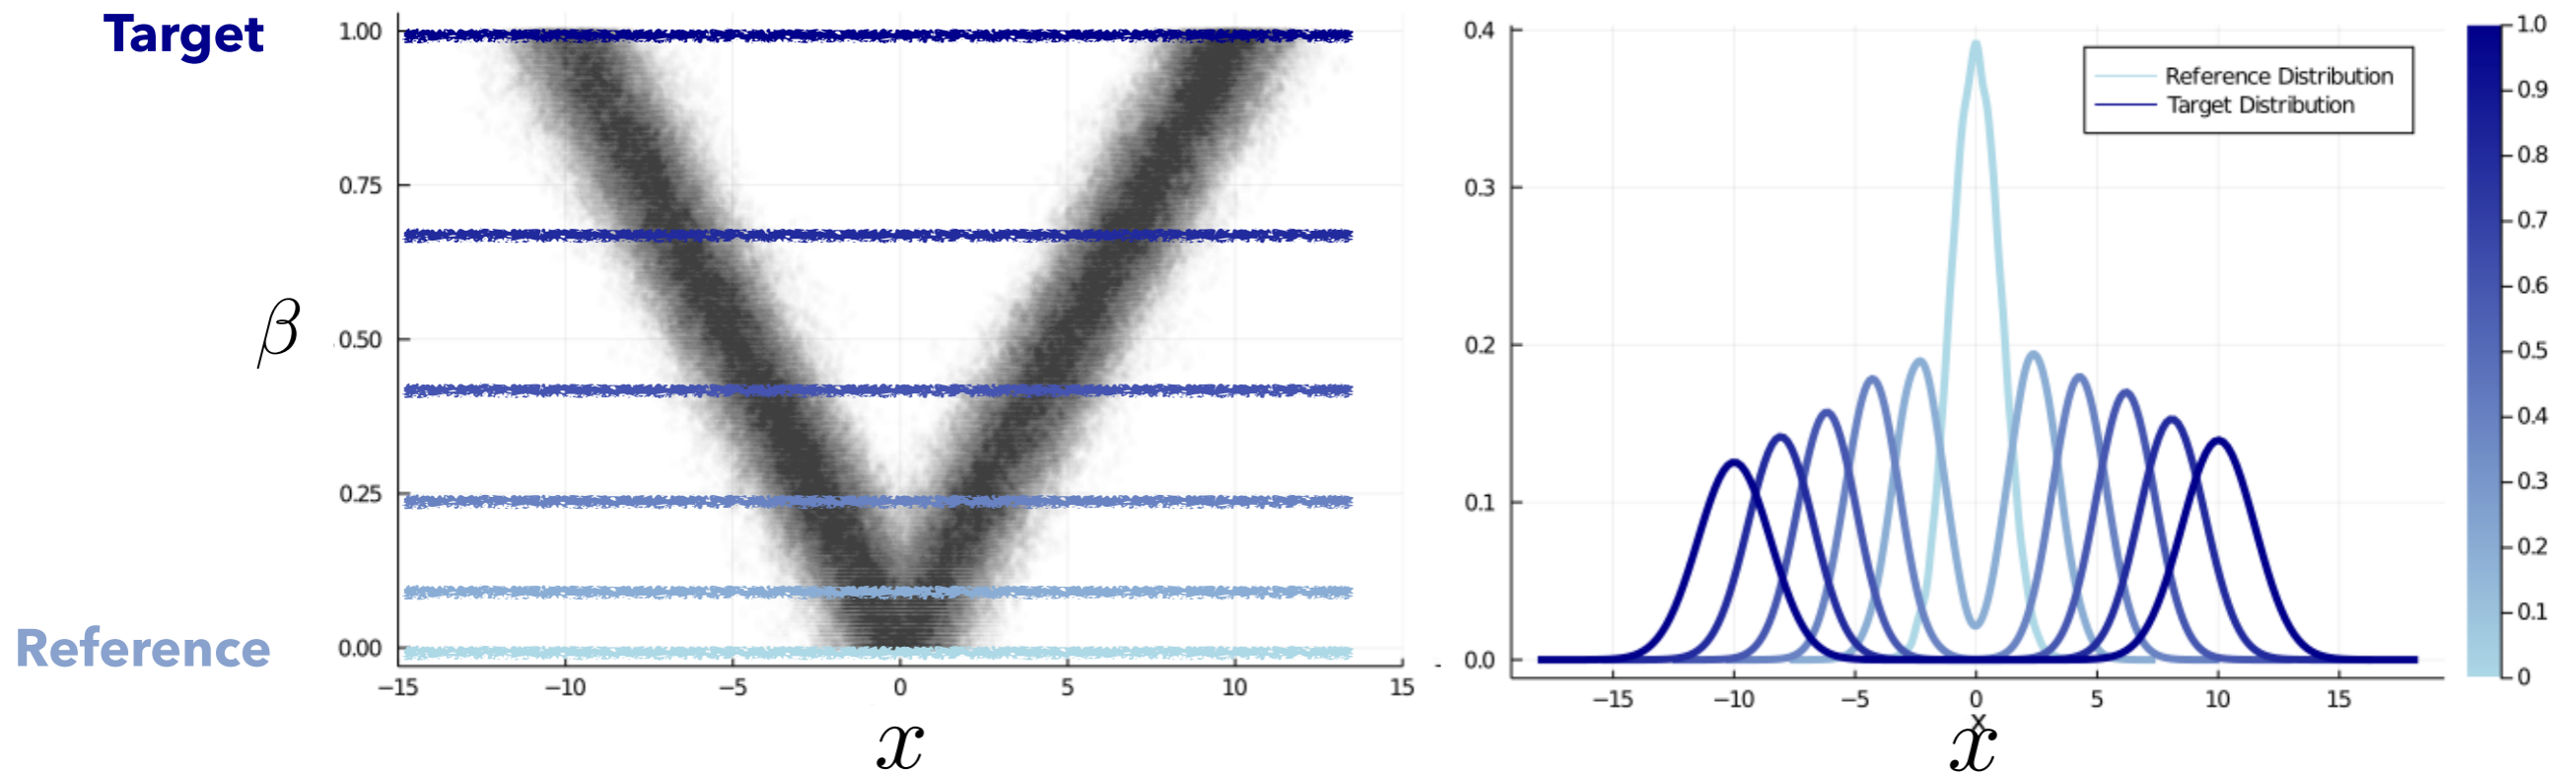 Target
1.00
0.75
β
0.50
0.25
Reference
0.00
−15 −10 −5 0 5 10 15
x
0.4
0.3
0.2
0.1
0.0
Reference Distribution
Target Distribution
−15 −10 −5 0 5 10 15
x
x
1.0
0.9
0.8
0.7
0.6
0.5
0.4
0.3
0.2
0.1
0